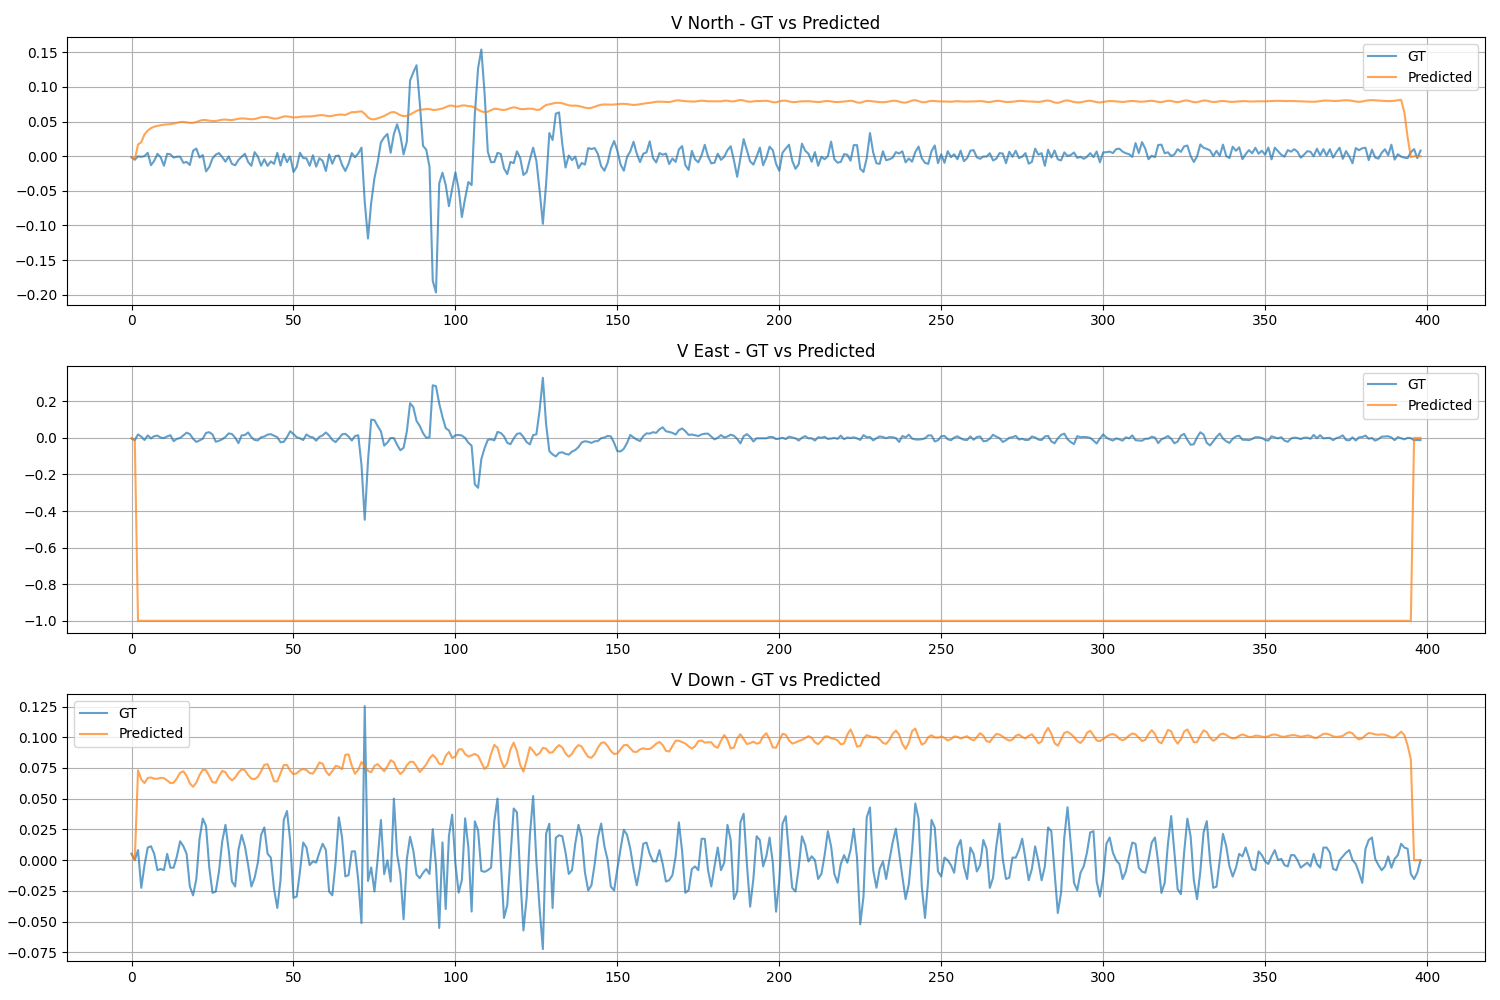 V North - GT vs Predicted
0.15
0.10
0.05
0.00
−0.05
−0.10
−0.15
−0.20
GT
Predicted
0 50 100 150 200 250 300 350 400
V East - GT vs Predicted
0.2
0.0
−0.2
−0.4
−0.6
−0.8
−1.0
GT
Predicted
0 50 100 150 200 250 300 350 400
V Down - GT vs Predicted
0.125
0.100
0.075
0.050
0.025
0.000
−0.025
−0.050
−0.075
GT
Predicted
0 50 100 150 200 250 300 350 400